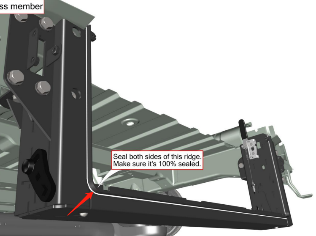 ss member
Seal both sides of this ridge.
Make sure it's 100% sealed.